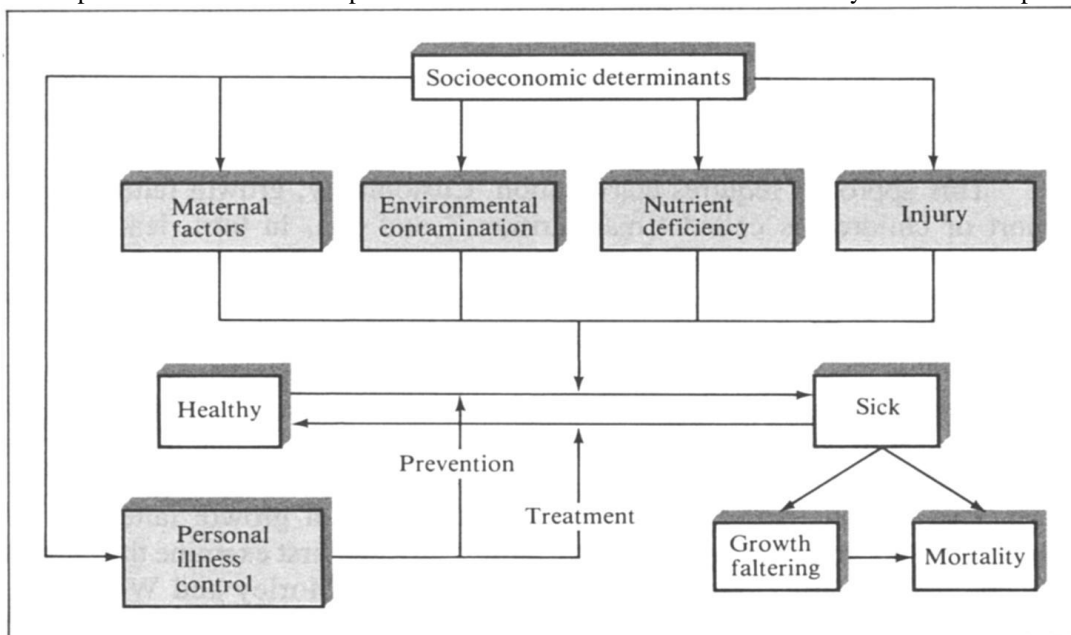 Socioeconomic determinants
Maternal
factors
Environmental
contamination
Nutrient
deficiency
Injury
Healthy
Sick
Prevention
Treatment
Personal
illness
control
Growth
faltering
Mortality